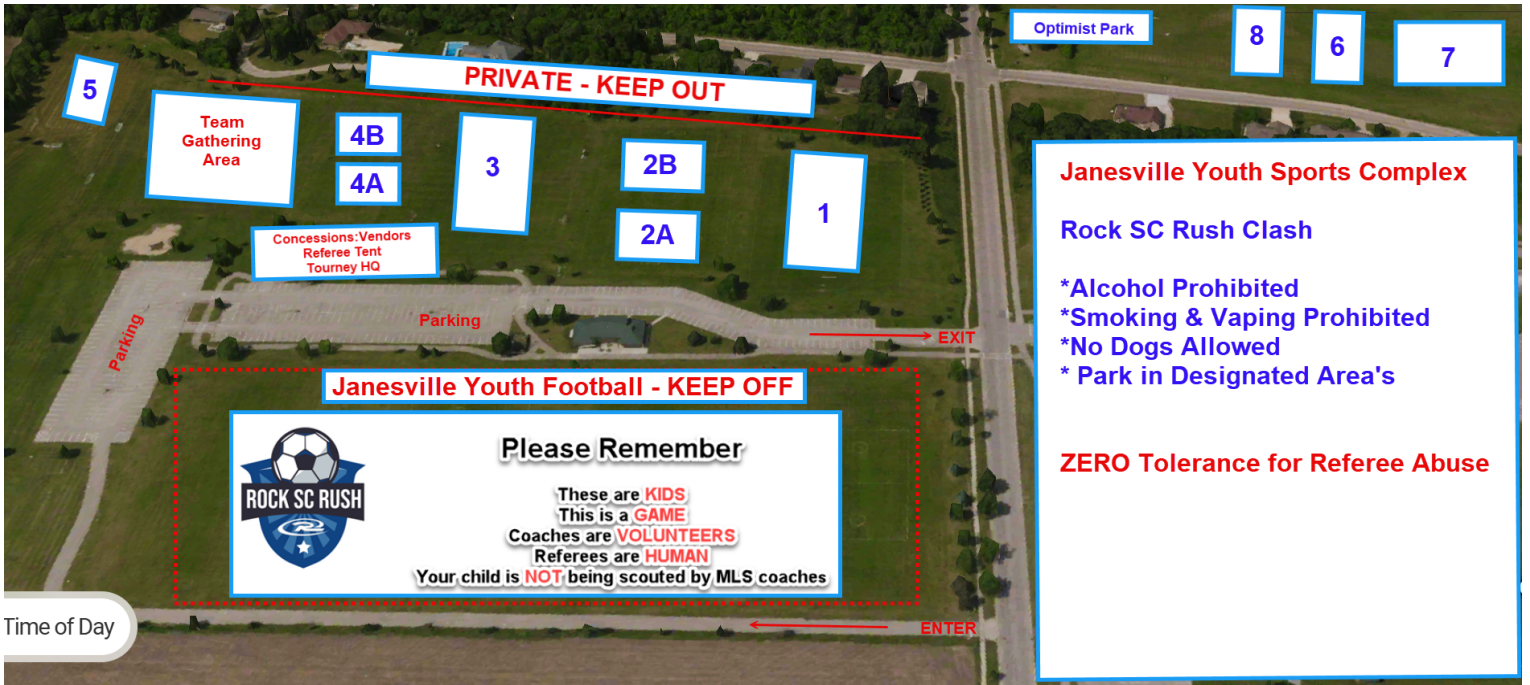 Optimist Park
8
6
7
PRIVATE - KEEP OUT
5
Team
Gathering
Area
4B
4A
3
2B
2A
1
Concessions:Vendors
Referee Tent
Tourney HQ
Parking
Parking
EXIT
Janesville Youth Football - KEEP OFF
ROCK SC RUSH
R
Please Remember
These are KIDS
This is a GAME
Coaches are VOLUNTEERS
Referees are HUMAN
Your child is NOT being scouted by MLS coaches
Time of Day
ENTER
Janesville Youth Sports Complex
Rock SC Rush Clash
*Alcohol Prohibited
*Smoking & Vaping Prohibited
*No Dogs Allowed
* Park in Designated Area's
ZERO Tolerance for Referee Abuse